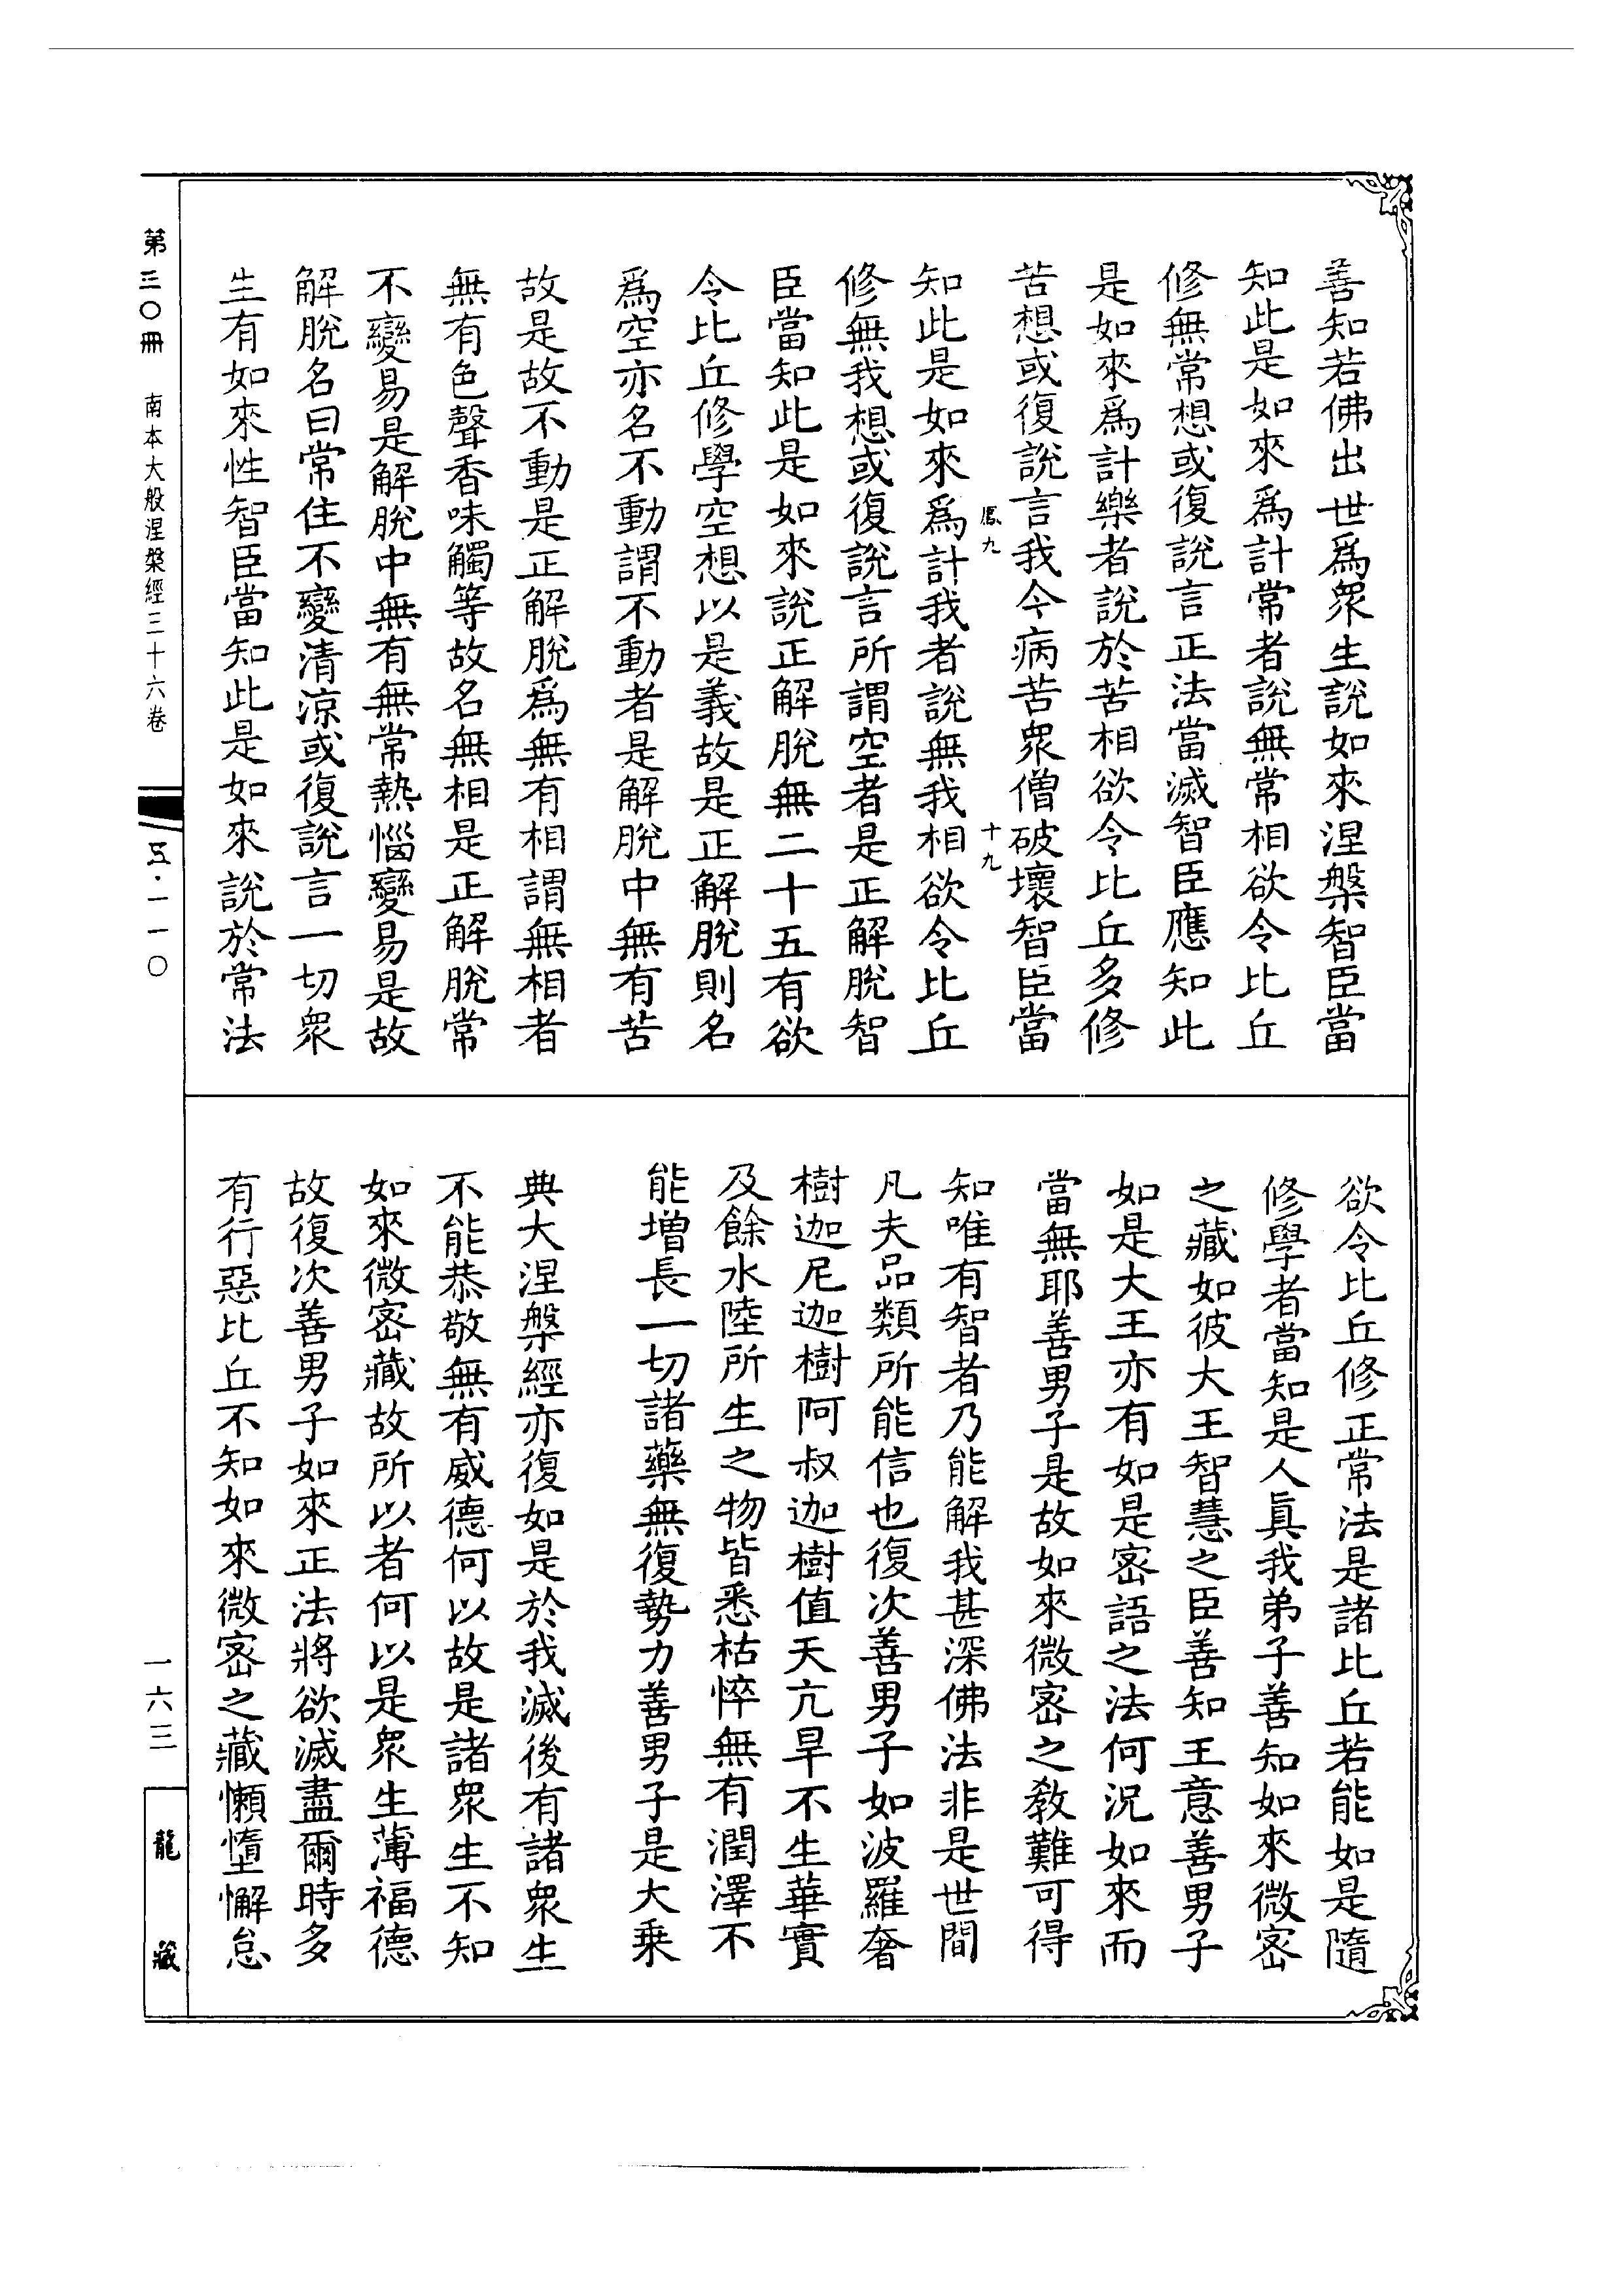 善知若佛出世爲衆生說如來涅槃智臣當
知此是如來爲計常者說無常相欲令比丘
修無常想或復說言正法當滅智臣應知此
是如來爲計樂者說於苦相欲令比丘多修
苦想或復說言我今病苦衆僧破壞智臣當
鳳九
十九
知此是如來爲計我者說無我相欲令比丘
修無我想或復說言所謂空者是正解脫智
臣當知此是如來說正解脫無二十五有欲
令比丘修學空想以是義故是正解脫則名
爲空亦名不動謂不動者是解脫中無有苦
故是故不動是正解脫爲無有相謂無相者
無有色聲香味觸等故名無相是正解脫常
不變易是解脫中無有無常熱惱變易是故
解脫名曰常住不變清涼或復說言一切衆
生有如來性智臣當知此是如來說於常法
欲令比丘修正常法是諸比丘若能如是隨
修學者當知是人眞我弟子善知如來微密
之藏如彼大王智慧之臣善知王意善男子
如是大王亦有如是密語之法何況如來而
當無耶善男子是故如來微密之教難可得
知唯有智者乃能解我甚深佛法非是世間
凡夫品類所能信也復次善男子如波羅奢
樹迦尼迦樹阿叔迦樹值天亢旱不生華實
及餘水陸所生之物皆悉枯悴無有潤澤不
能增長一切諸藥無復勢力善男子是大乘
典大涅槃經亦復如是於我滅後有諸衆生
不能恭敬無有威德何以故是諸衆生不知
如來微密藏故所以者何以是衆生薄福德
故復次善男子如來正法將欲滅盡爾時多
有行惡比丘不知如來微密之藏懶墮懈怠
第三〇冊 南本大般涅槃經三十六卷
五·一一〇
一六三
龍藏